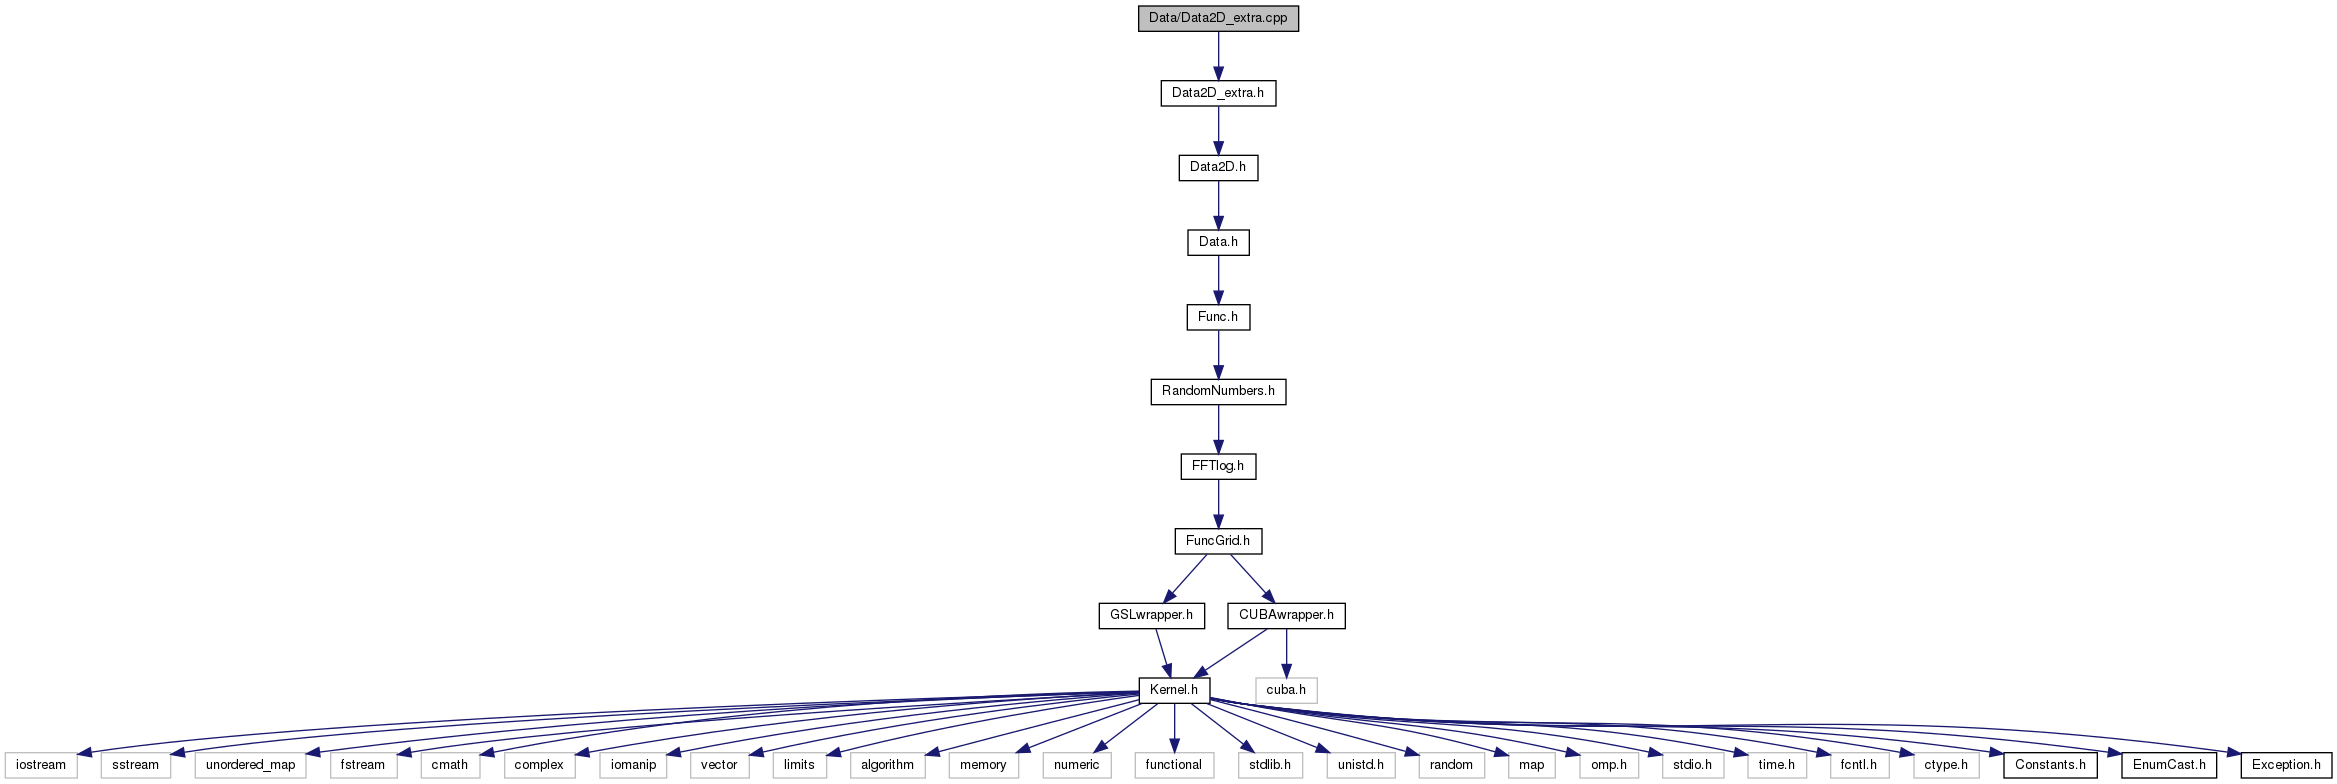 Data/Data2D_extra.cpp
Data2D_extra.h
Data2D.h
Data.h
Func.h
RandomNumbers.h
FFTlog.h
FuncGrid.h
GSLwrapper.h
CUBAwrapper.h
Kernel.h
cuba.h
iostream
sstream
unordered_map
fstream
cmath
complex
iomanip
vector
limits
algorithm
memory
numeric
functional
stdlib.h
unistd.h
random
map
omp.h
stdio.h
time.h
fcntl.h
ctype.h
Constants.h
EnumCast.h
Exception.h